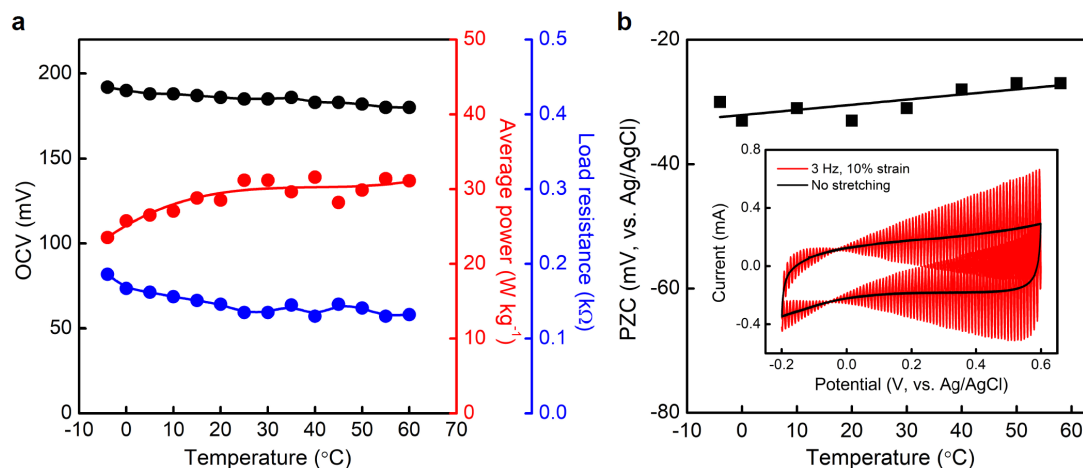 a
OCV (mV)
200
150
100
50
0
-10 0 10 20 30 40 50 60 70
Temperature (°C)
50
40
30
20
10
0
Average power (W kg⁻¹)
0.5
0.4
0.3
0.2
0.1
0.0
Load resistance (kΩ)
b
PZC (mV, vs. Ag/AgCl)
-20
-40
-60
-80
0 10 20 30 40 50 60
Temperature (°C)
Current (mA)
0.8
0.4
0.0
-0.4
3 Hz, 10% strain
No stretching
-0.2 0.0 0.2 0.4 0.6
Potential (V, vs. Ag/AgCl)